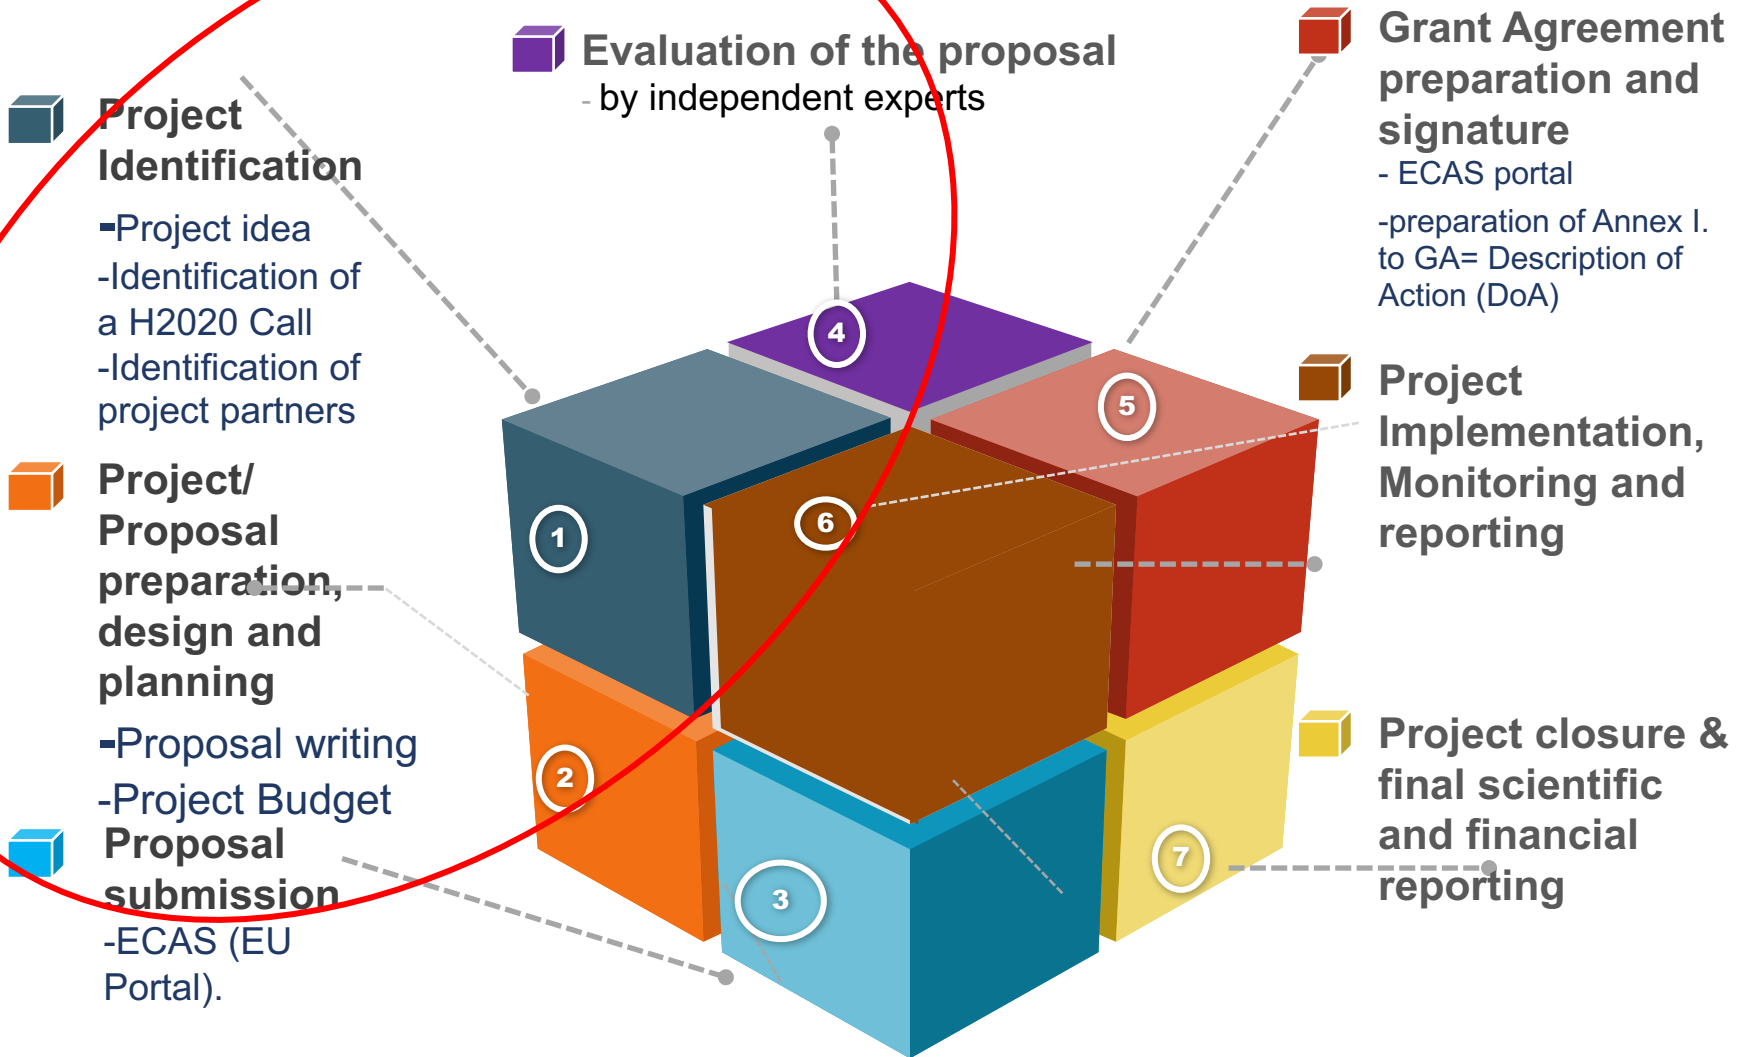 Project
Identification
-Project idea
-Identification of
a H2020 Call
-Identification of
project partners
Project/
Proposal
preparation,
design and
planning
-Proposal writing
-Project Budget
Proposal
submission
-ECAS (EU
Portal).
Evaluation of the proposal
- by independent experts
Grant Agreement
preparation and
signature
- ECAS portal
-preparation of Annex I.
to GA= Description of
Action (DoA)
Project
Implementation,
Monitoring and
reporting
Project closure &
final scientific
and financial
reporting
4
5
6
1
2
7
3